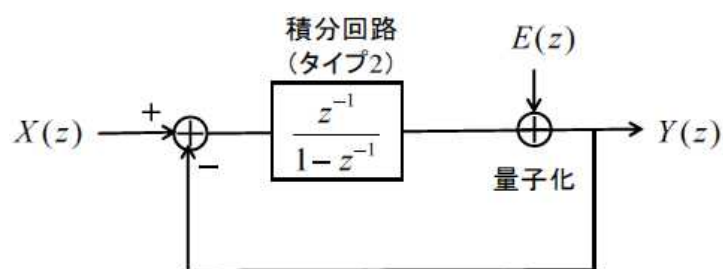 積分回路
（タイプ2）
E(z)
X(z)
+
z⁻¹
1 − z⁻¹
Y(z)
−
量子化